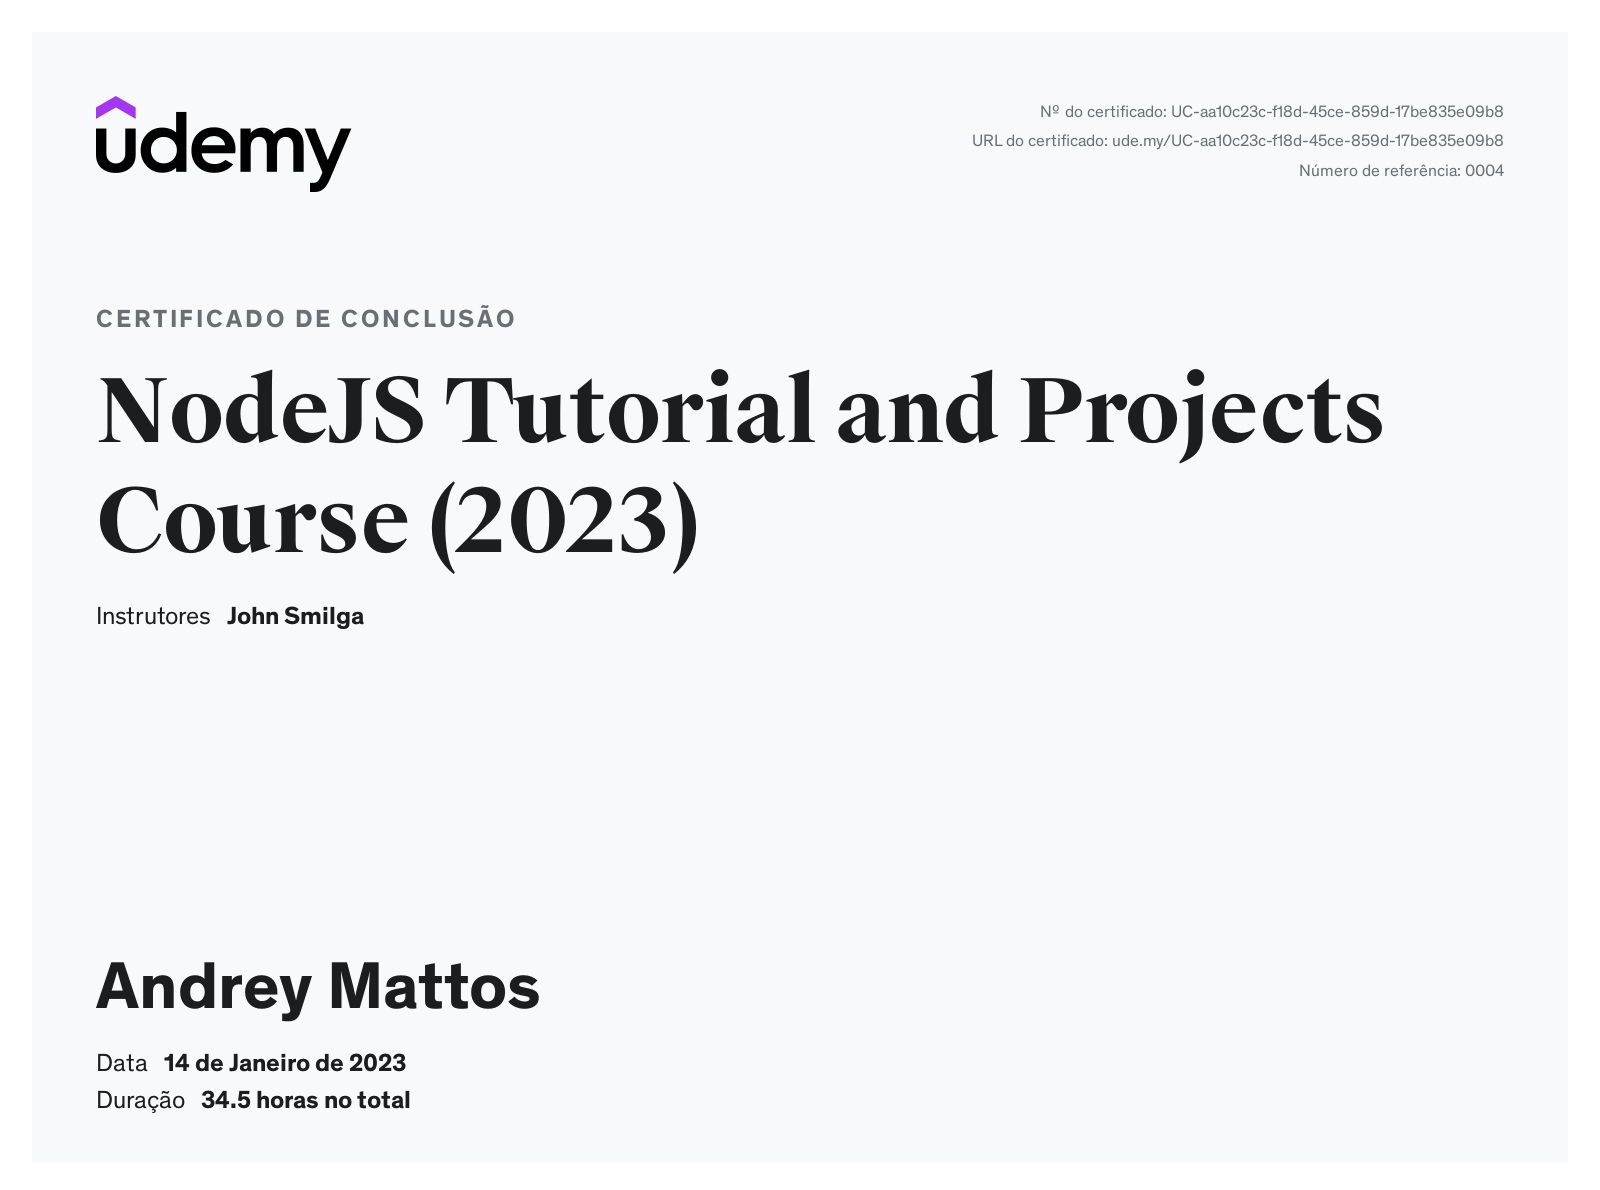 udemy
Nº do certificado: UC-aa10c23c-f18d-45ce-859d-17be835e09b8
URL do certificado: ude.my/UC-aa10c23c-f18d-45ce-859d-17be835e09b8
Número de referência: 0004
CERTIFICADO DE CONCLUSÃO
NodeJS Tutorial and Projects
Course (2023)
Instrutores John Smilga
Andrey Mattos
Data 14 de Janeiro de 2023
Duração 34.5 horas no total